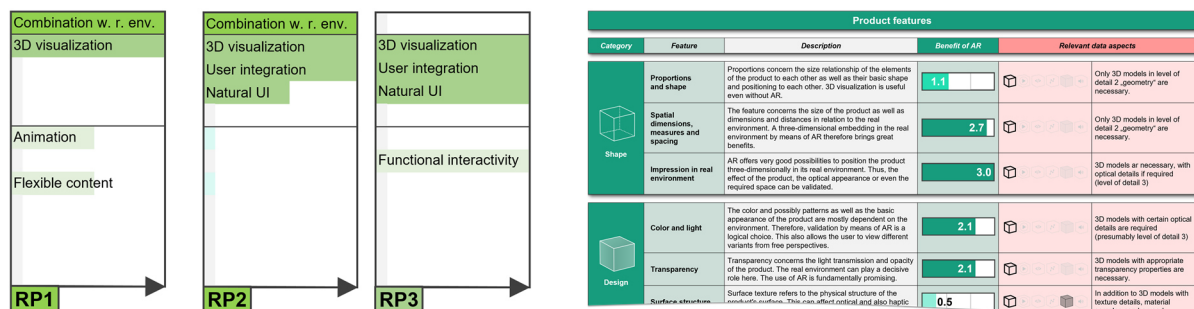 Combination w. r. env.
3D visualization
Animation
Flexible content
RP1
Combination w. r. env.
3D visualization
User integration
Natural UI
RP2
3D visualization
User integration
Natural UI
Functional interactivity
RP3
Product features
Category
Feature
Description
Benefit of AR
Relevant data aspects
Shape
Proportions
and shape
Proportions concern the size relationship of the elements
of the product to each other as well as their basic shape
and positioning to each other. 3D visualization is useful
even without AR.
1.1
Only 3D models in level of
detail 2 „geometry“ are
necessary.
Spatial
dimensions,
measures and
spacing
The feature concerns the size of the product as well as
dimensions and distances in relation to the real
environment. A three-dimensional embedding in the real
environment by means of AR therefore brings great
benefits.
2.7
Only 3D models in level of
detail 2 „geometry“ are
necessary.
Impression in real
environment
AR offers very good possibilities to position the product
three-dimensionally in its real environment. Thus, the
effect of the product, the optical appearance or even the
required space can be validated.
3.0
3D models ar necessary, with
optical details if required
(level of detail 3)
Design
Color and light
The color and possibly patterns as well as the basic
appearance of the product are mostly dependent on the
environment. Therefore, validation by means of AR is a
logical choice. This also allows the user to view different
variants from free perspectives.
2.1
3D models with certain optical
details are required
(presumably level of detail 3)
Transparency
Transparency concerns the light transmission and opacity
of the product. The real environment can play a decisive
role here. The use of AR is fundamentally promising.
2.1
3D models with appropriate
transparency properties are
necessary.
Surface structure
Surface texture refers to the physical structure of the
product's surface. This can affect optical and also haptic
0.5
In addition to 3D models with
texture details, material